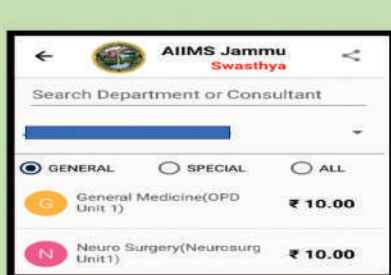 AIIMS Jammu
Swasthya
Search Department or Consultant
GENERAL SPECIAL ALL
G General Medicine(OPD
Unit 1) ₹ 10.00
N Neuro Surgery(Neurosurg
Unit1) ₹ 10.00